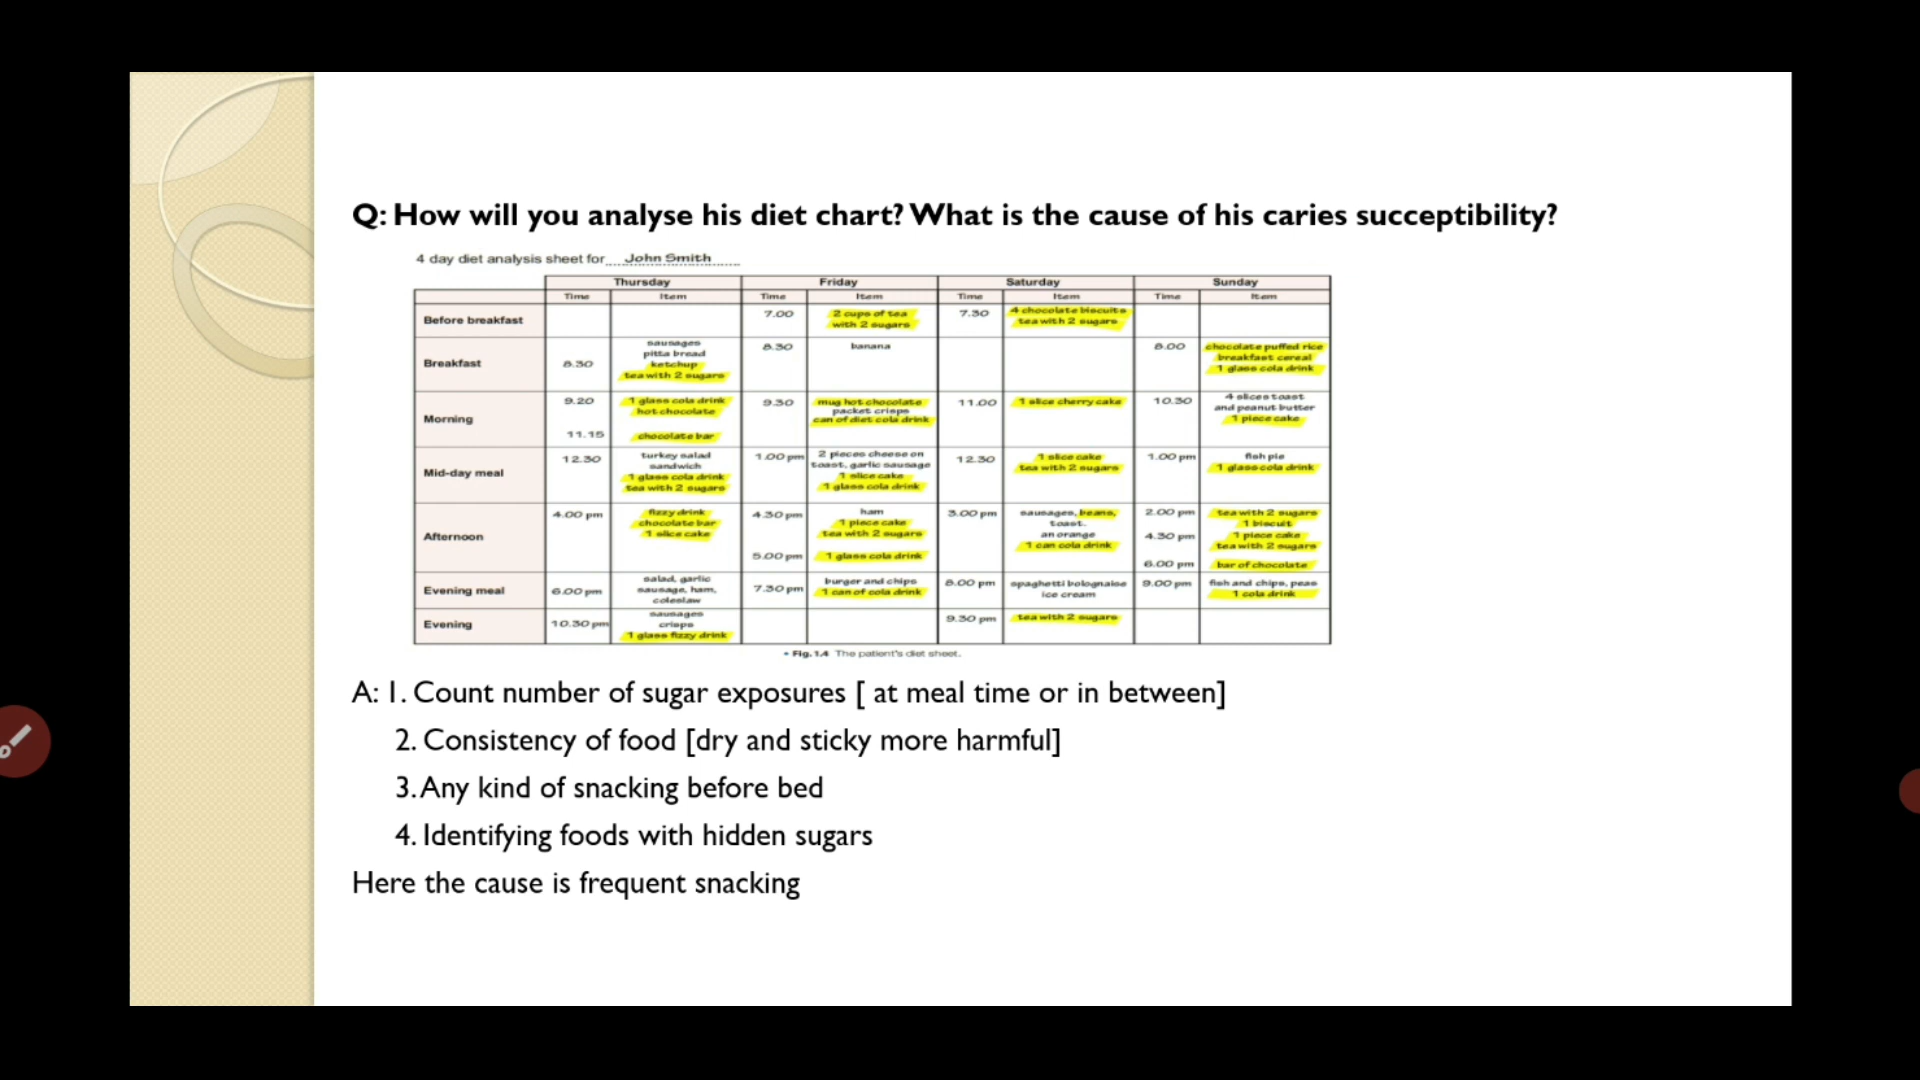 Q: How will you analyse his diet chart? What is the cause of his caries succeptibility?
4 day diet analysis sheet for John Smith
Thursday Friday Saturday Sunday
Time Item Time Item Time Item Time Item
Before breakfast
7.00
2 cups of tea
with 2 sugars
7.30
4 chocolate biscuits
tea with 2 sugars
Breakfast
8.30
sausages
pitta bread
ketchup
tea with 2 sugars
8.30
banana
8.00
chocolate puffed rice
breakfast cereal
1 glass cola drink
Morning
9.20
1 glass cola drink
hot chocolate
11.15
chocolate bar
9.30
mug hot chocolate
packet crisps
can of diet cola drink
11.00
1 slice cherry cake
10.30
4 slices toast
and peanut butter
1 piece cake
Mid-day meal
12.30
turkey salad
sandwich
1 glass cola drink
tea with 2 sugars
1.00 pm
2 pieces cheese on
toast, garlic sausage
1 slice cake
1 glass cola drink
12.30
1 slice cake
tea with 2 sugars
1.00 pm
fish pie
1 glass cola drink
Afternoon
4.00 pm
fizzy drink
chocolate bar
1 slice cake
4.30 pm
ham
1 piece cake
tea with 2 sugars
5.00 pm
1 glass cola drink
3.00 pm
sausages, beans,
toast.
an orange
1 can cola drink
2.00 pm
tea with 2 sugars
1 biscuit
4.30 pm
1 piece cake
tea with 2 sugars
6.00 pm
bar of chocolate
Evening meal
6.00 pm
salad, garlic
sausage, ham,
coleslaw
7.30 pm
burger and chips
1 can of cola drink
8.00 pm
spaghetti bolognaise
ice cream
9.00 pm
fish and chips, peas
1 cola drink
Evening
10.30 pm
sausages
crisps
1 glass fizzy drink
9.30 pm
tea with 2 sugars
• Fig. 1.4 The patient's diet sheet.
A: 1. Count number of sugar exposures [ at meal time or in between]
2. Consistency of food [dry and sticky more harmful]
3. Any kind of snacking before bed
4. Identifying foods with hidden sugars
Here the cause is frequent snacking